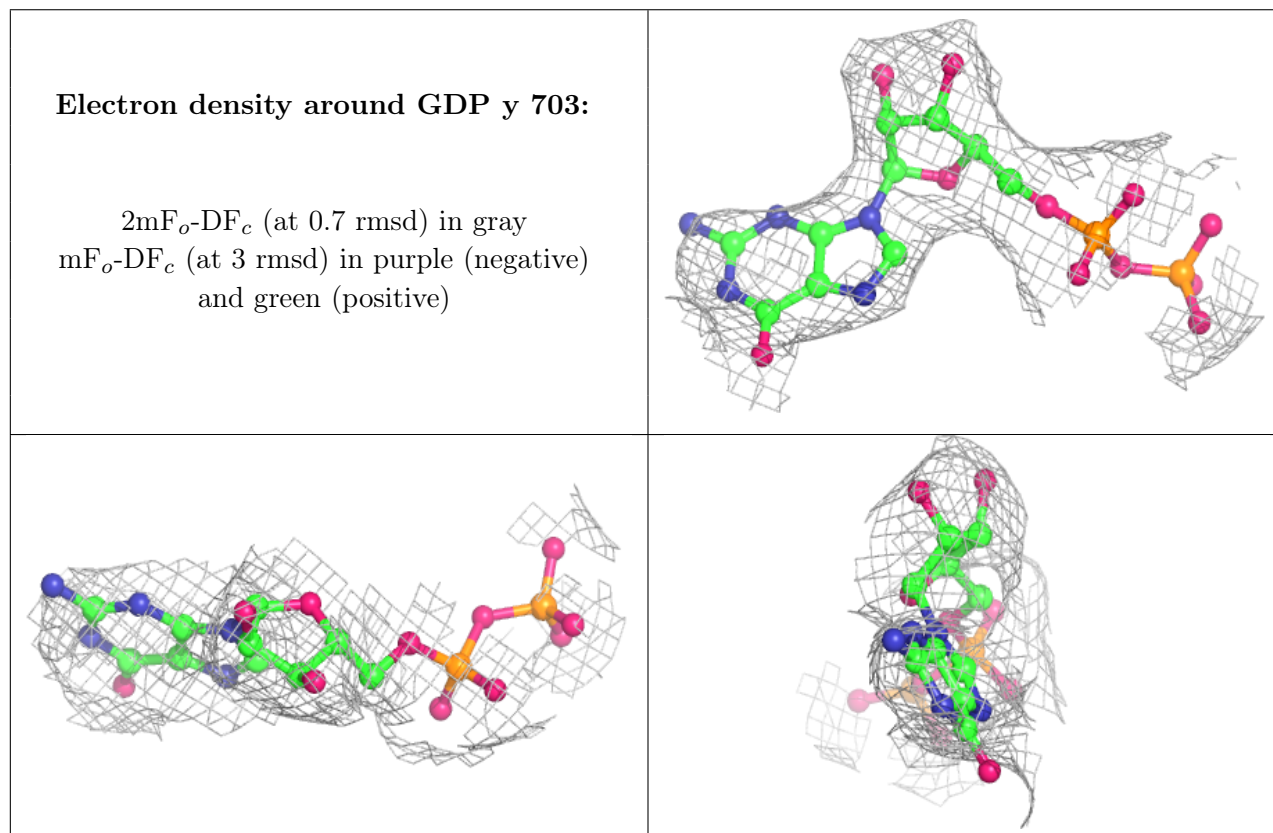 Electron density around GDP y 703:
2mFo-DFc (at 0.7 rmsd) in gray
mFo-DFc (at 3 rmsd) in purple (negative)
and green (positive)